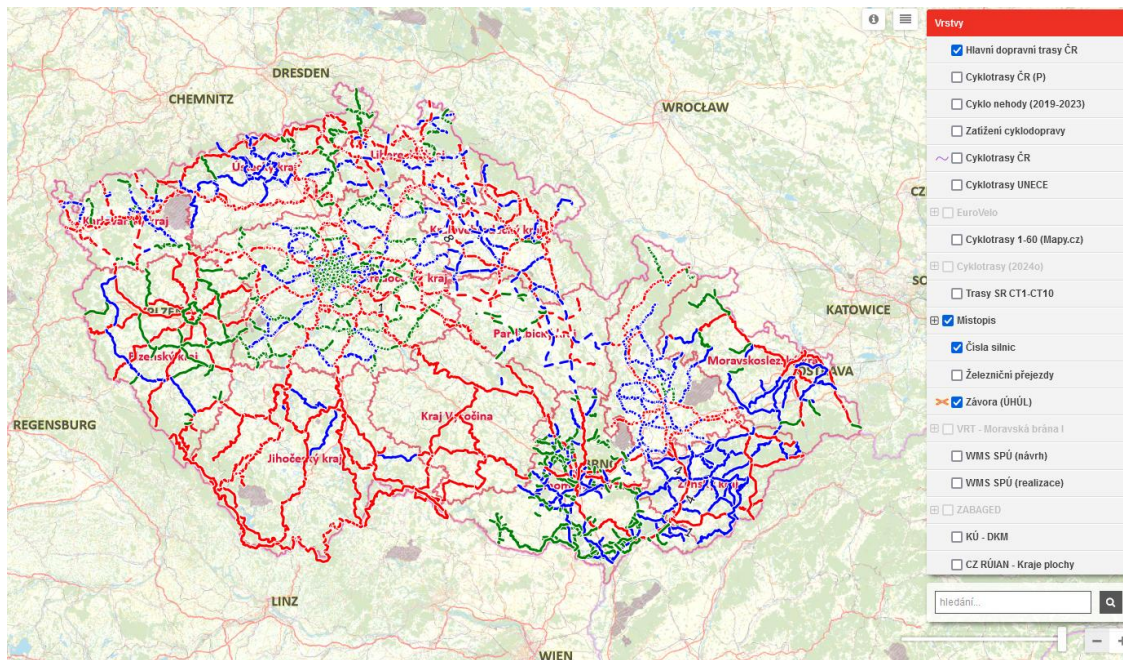 DRESDEN
CHEMNITZ
WROCŁAW
Liberecký kraj
KATOWICE
OSTRAVA
Plzeňský kraj
Kraj Vysočina
REGENSBURG
Jihočeský kraj
LINZ
WIEN
Vrstvy
Hlavní dopravní trasy ČR
Cyklotrasy ČR (P)
Cyklo nehody (2019-2023)
Zatížení cyklodopravy
Cyklotrasy ČR
Cyklotrasy UNECE
EuroVelo
Cyklotrasy 1-60 (Mapy.cz)
Cyklotrasy (2024o)
Trasy SR CT1-CT10
Místopis
Čísla silnic
Železniční přejezdy
Závora (ÚHÚL)
VRT - Moravská brána I
WMS SPÚ (návrh)
WMS SPÚ (realizace)
ZABAGED
KÚ - DKM
CZ RÚIAN - Kraje plochy
hledání...